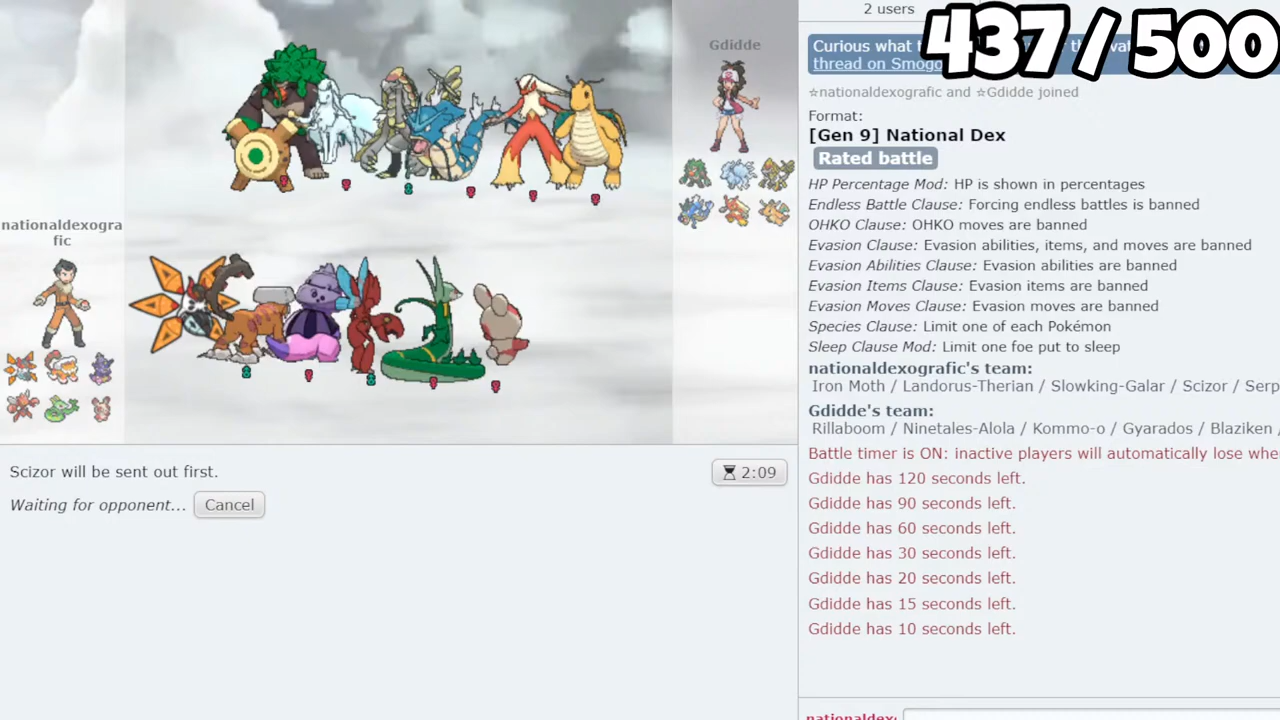 437/500
2 users
Curious what
thread on
☆nationaldexografic and ☆Gdidde joined
Format:
[Gen 9] National Dex
Rated battle
HP Percentage Mod: HP is shown in percentages
Endless Battle Clause: Forcing endless battles is banned
OHKO Clause: OHKO moves are banned
Evasion Clause: Evasion abilities, items, and moves are banned
Evasion Abilities Clause: Evasion abilities are banned
Evasion Items Clause: Evasion items are banned
Evasion Moves Clause: Evasion moves are banned
Species Clause: Limit one of each Pokémon
Sleep Clause Mod: Limit one foe put to sleep
nationaldexografic's team:
Iron Moth / Landorus-Therian / Slowking-Galar / Scizor / Serp
Gdidde's team:
Rillaboom / Ninetales-Alola / Kommo-o / Gyarados / Blaziken /
Battle timer is ON: inactive players will automatically lose whe
Gdidde has 120 seconds left.
Gdidde has 90 seconds left.
Gdidde has 60 seconds left.
Gdidde has 30 seconds left.
Gdidde has 20 seconds left.
Gdidde has 15 seconds left.
Gdidde has 10 seconds left.
nationaldex
Gdidde
nationaldexogra
fic
Scizor will be sent out first.
2:09
Waiting for opponent... Cancel